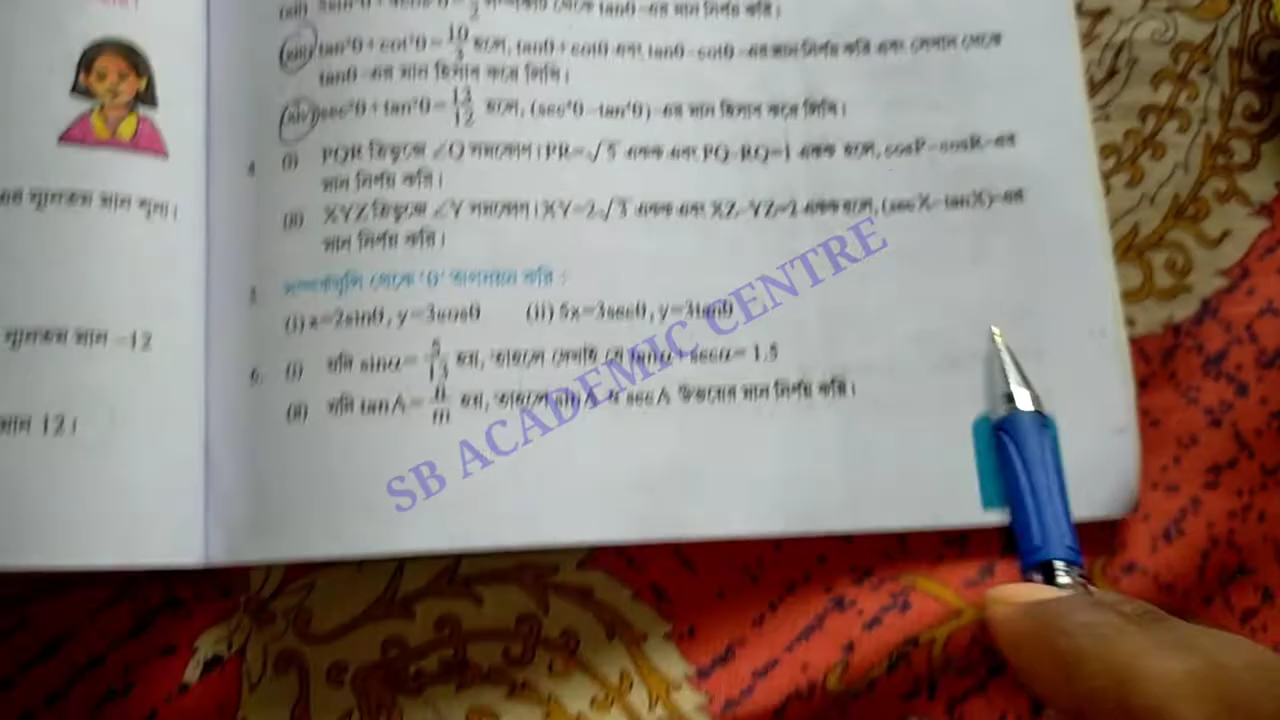 এর ন্যূনতম মান শূন্য।
ন্যূনতম মান -12
মান 12।
(xiii) tan²θ + cot²θ = 10/3 হলে, tanθ + cotθ এবং tanθ - cotθ -এর মান নির্ণয় করি এবং সেখান থেকে
tanθ -এর মান হিসাব করে লিখি।
(xiv) sec²θ + tan²θ = 13/12 হলে, (sec⁴θ - tan⁴θ) -এর মান হিসাব করে লিখি।
4. (i) PQR ত্রিভুজে ∠Q সমকোণ। PR=√5 একক এবং PQ-RQ=1 একক হলে, cosP-cosR-এর
মান নির্ণয় করি।
(ii) XYZ ত্রিভুজে ∠Y সমকোণ। XY=2√3 একক এবং XZ-YZ=2 একক হলে, (secX-tanX)-এর
মান নির্ণয় করি।
5. সম্পর্কগুলি থেকে 'θ' অপনয়ন করি :
(i) x=2sinθ, y=3cosθ (ii) 5x=3secθ, y=3tanθ
6. (i) যদি sinα= 5/13 হয়, তাহলে দেখাই যে tanα+secα= 1.5
(ii) যদি tanA= n/m হয়, তাহলে sinA ও secA উভয়ের মান নির্ণয় করি।
SB ACADEMIC CENTRE